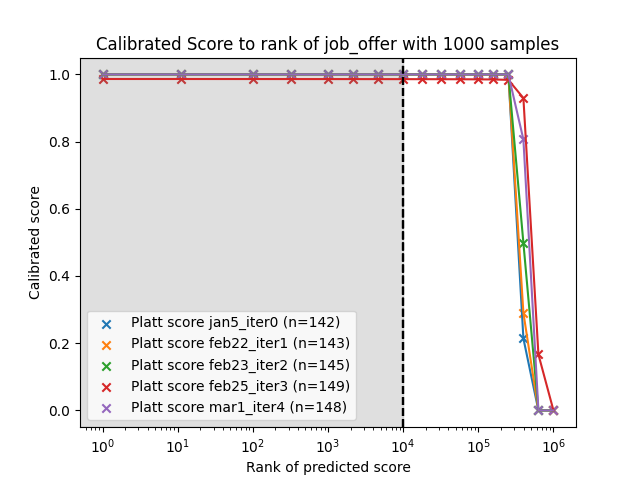 Calibrated Score to rank of job_offer with 1000 samples
1.0
0.8
0.6
0.4
0.2
0.0
Calibrated score
Platt score jan5_iter0 (n=142)
Platt score feb22_iter1 (n=143)
Platt score feb23_iter2 (n=145)
Platt score feb25_iter3 (n=149)
Platt score mar1_iter4 (n=148)
10⁰ 10¹ 10² 10³ 10⁴ 10⁵ 10⁶
Rank of predicted score